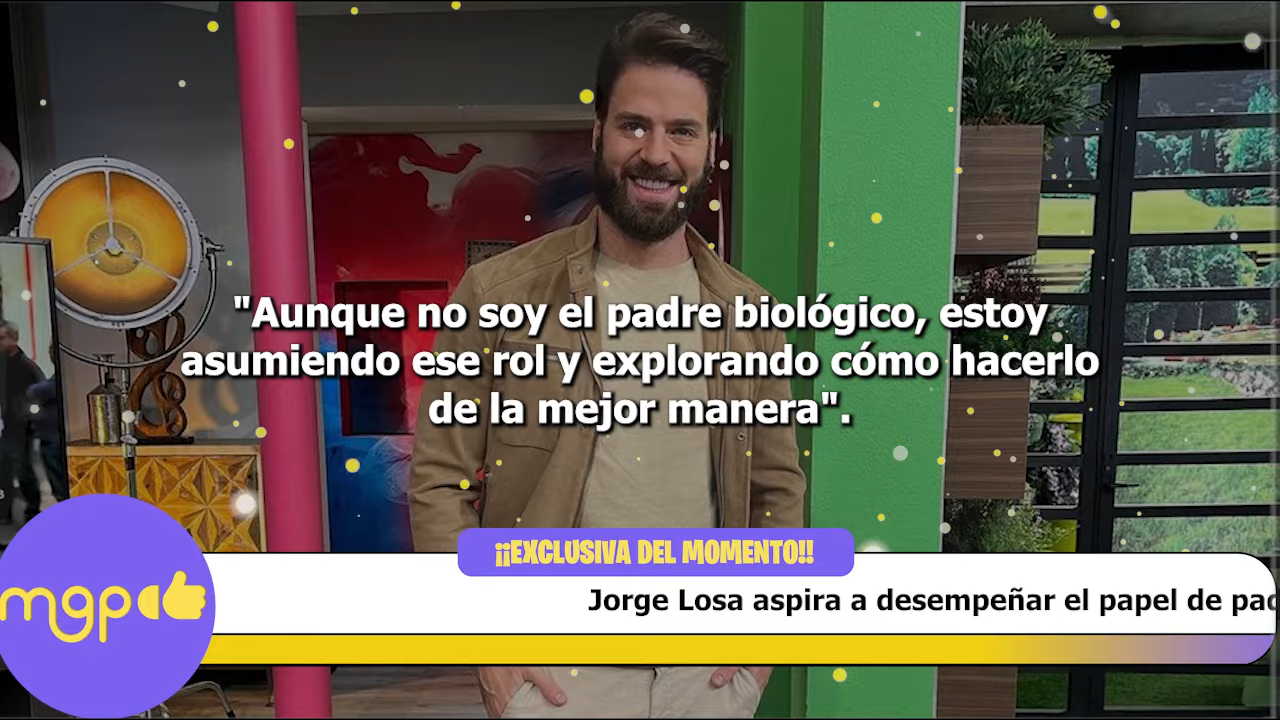 "Aunque no soy el padre biológico, estoy
asumiendo ese rol y explorando cómo hacerlo
de la mejor manera".
¡¡EXCLUSIVA DEL MOMENTO!!
mgp
Jorge Losa aspira a desempeñar el papel de pad